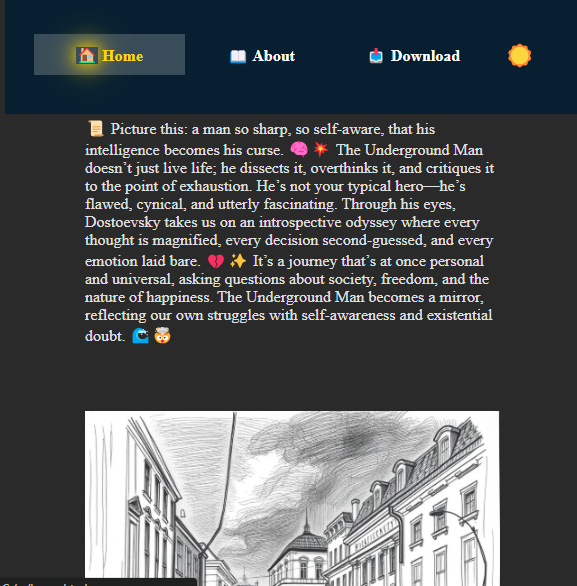 🏠 Home
📖 About
📥 Download
📜 Picture this: a man so sharp, so self-aware, that his
intelligence becomes his curse. 🧠 💥 The Underground Man
doesn’t just live life; he dissects it, overthinks it, and critiques it
to the point of exhaustion. He’s not your typical hero—he’s
flawed, cynical, and utterly fascinating. Through his eyes,
Dostoevsky takes us on an introspective odyssey where every
thought is magnified, every decision second-guessed, and every
emotion laid bare. 💔 ✨ It’s a journey that’s at once personal
and universal, asking questions about society, freedom, and the
nature of happiness. The Underground Man becomes a mirror,
reflecting our own struggles with self-awareness and existential
doubt. 🌊 🤯